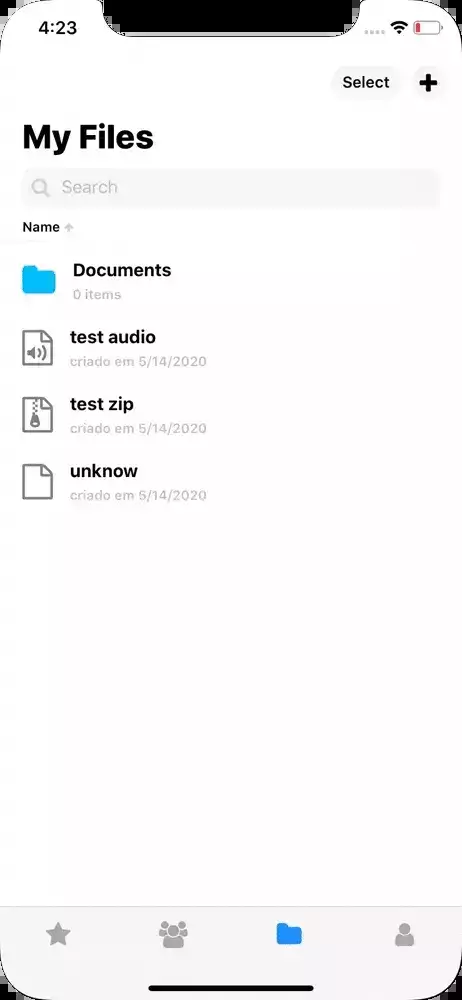 4:23
Select
My Files
Search
Name
Documents
0 items
test audio
criado em 5/14/2020
test zip
criado em 5/14/2020
unknow
criado em 5/14/2020